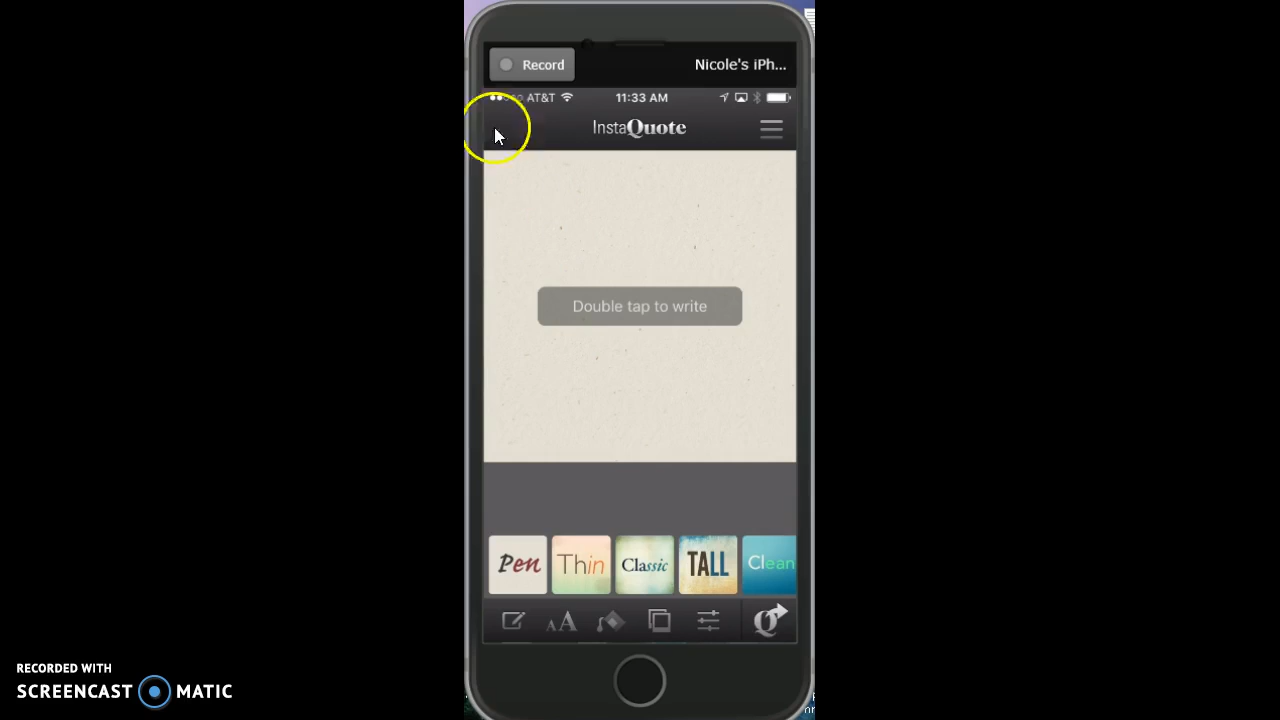 Record Nicole's iPh...
AT&T 11:33 AM
InstaQuote
Double tap to write
Pen Thin Classic TALL Clean
AA Q
RECORDED WITH
SCREENCAST MATIC